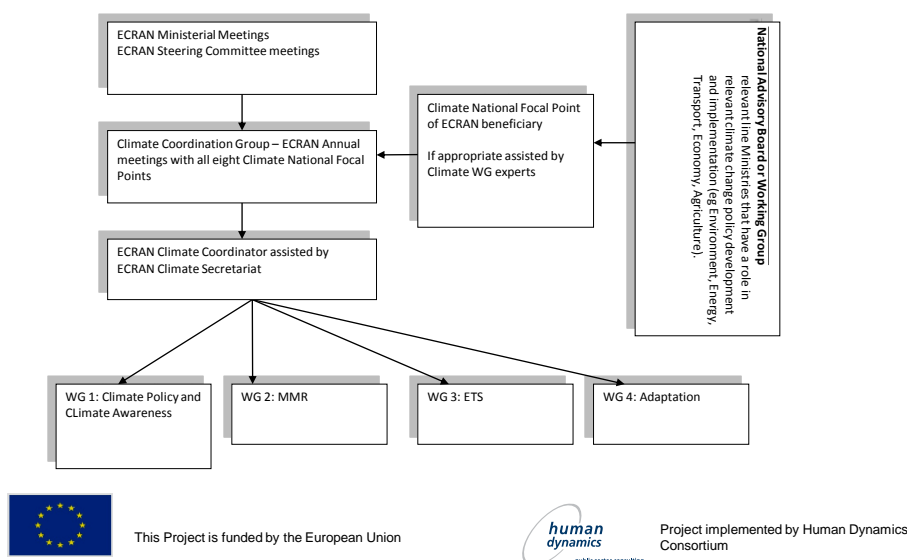 ECRAN Ministerial Meetings
ECRAN Steering Committee meetings
Climate Coordination Group – ECRAN Annual
meetings with all eight Climate National Focal
Points
Climate National Focal Point
of ECRAN beneficiary
If appropriate assisted by
Climate WG experts
National Advisory Board or Working Group
relevant line Ministries that have a role in
relevant climate change policy development
and implementation (eg Environment, Energy,
Transport, Economy, Agriculture).
ECRAN Climate Coordinator assisted by
ECRAN Climate Secretariat
WG 1: Climate Policy and
CLimate Awareness
WG 2: MMR
WG 3: ETS
WG 4: Adaptation
This Project is funded by the European Union
human
dynamics
public sector consulting
Project implemented by Human Dynamics
Consortium